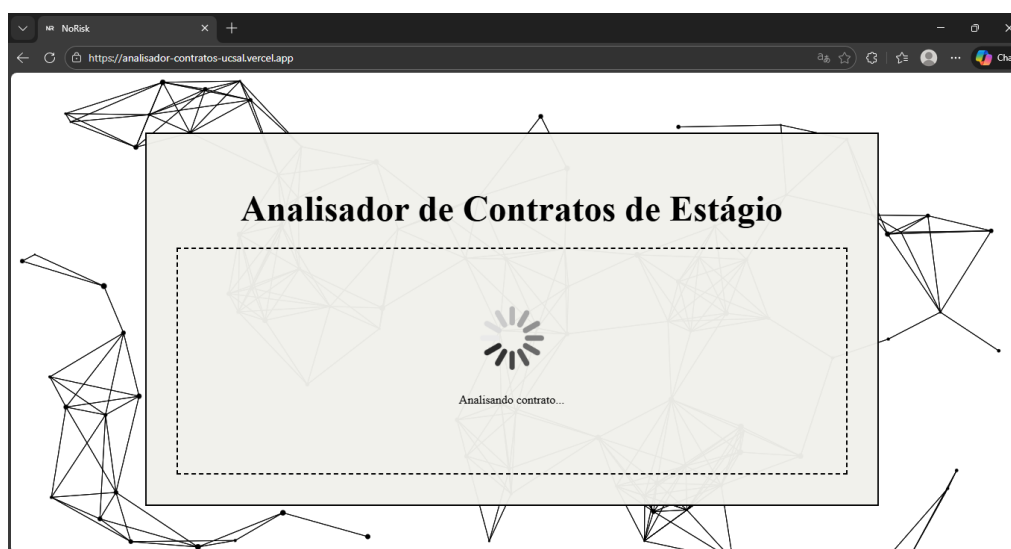 NR NoRisk
https://analisador-contratos-ucsal.vercel.app
Analisador de Contratos de Estágio
Analisando contrato...